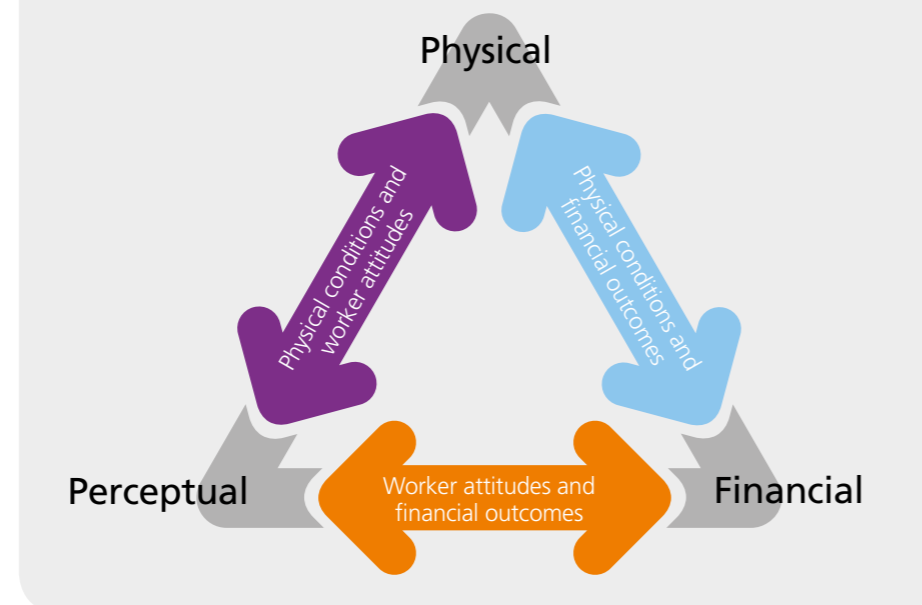 Physical
Physical conditions and
worker attitudes
Physical conditions and
financial outcomes
Perceptual
Worker attitudes and
financial outcomes
Financial